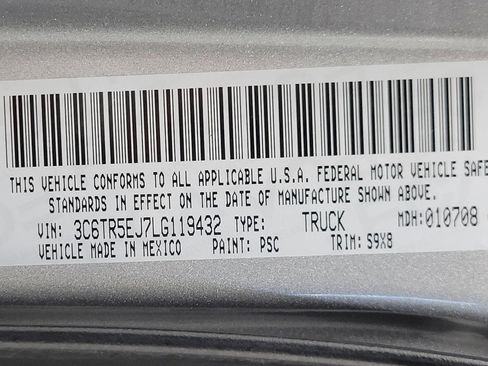 THIS VEHICLE CONFORMS TO ALL APPLICABLE U.S.A. FEDERAL MOTOR VEHICLE SAFE
STANDARDS IN EFFECT ON THE DATE OF MANUFACTURE SHOWN ABOVE.
VIN: 3C6TR5EJ7LG119432 TYPE: TRUCK MDH:010708
VEHICLE MADE IN MEXICO PAINT: PSC TRIM: S9X8